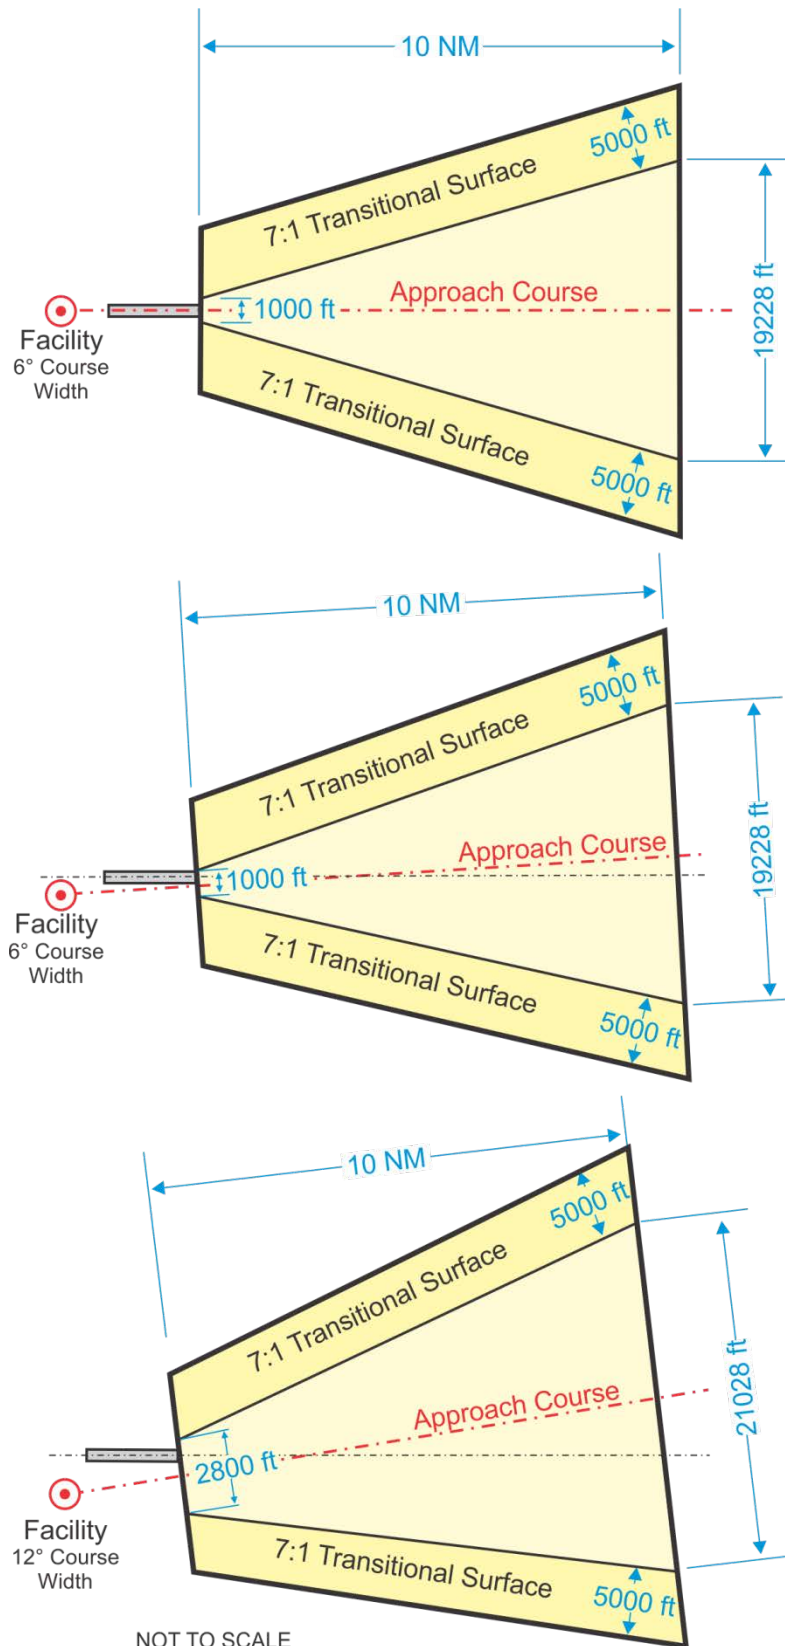 10 NM
5000 ft
7:1 Transitional Surface
Approach Course
1000 ft
19228 ft
Facility
6° Course
Width
7:1 Transitional Surface
5000 ft
10 NM
5000 ft
7:1 Transitional Surface
Approach Course
1000 ft
19228 ft
Facility
6° Course
Width
7:1 Transitional Surface
5000 ft
10 NM
5000 ft
7:1 Transitional Surface
Approach Course
21028 ft
2800 ft
Facility
12° Course
Width
7:1 Transitional Surface
5000 ft
NOT TO SCALE